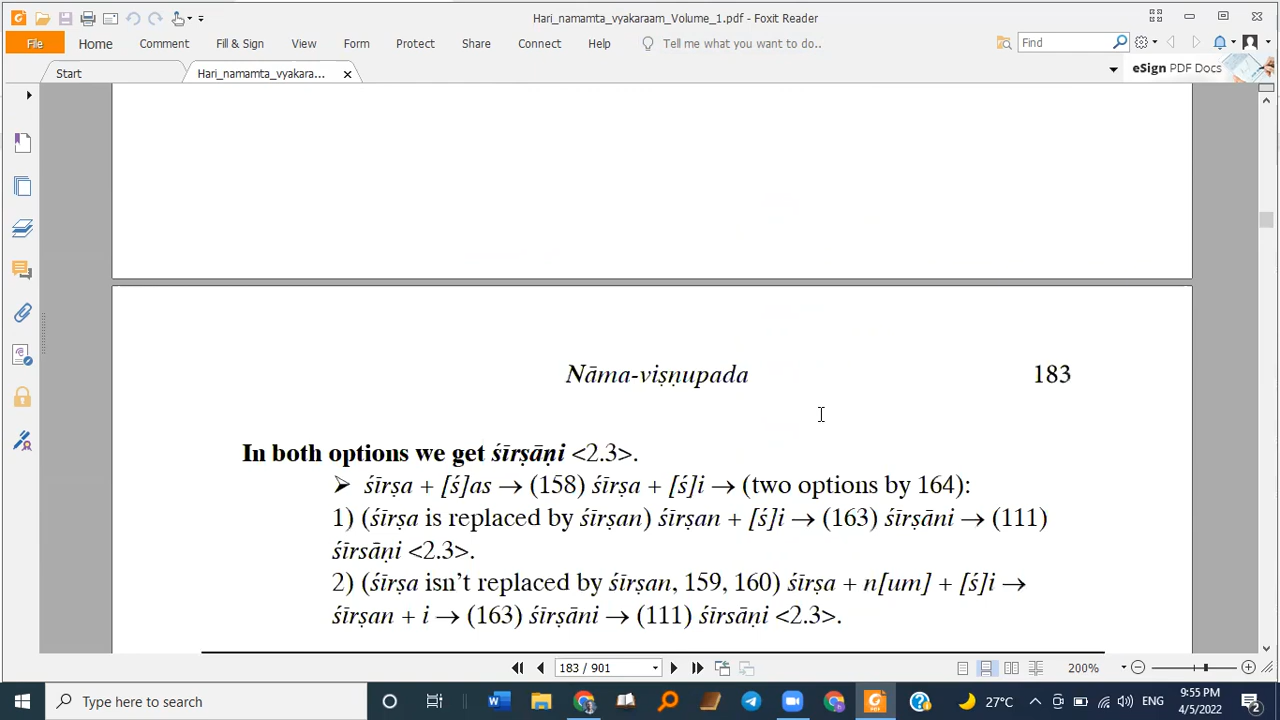 Hari_namamta_vyakaraam_Volume_1.pdf - Foxit Reader
File Home Comment Fill & Sign View Form Protect Share Connect Help Tell me what you want to do.. Find
Start Hari_namamta_vyakara... eSign PDF Docs
Nāma-viṣṇupada 183
In both options we get śīrṣāṇi <2.3>.
➢ śīrṣa + [ś]as → (158) śīrṣa + [ś]i → (two options by 164):
1) (śīrṣa is replaced by śīrṣan) śīrṣan + [ś]i → (163) śīrṣāni → (111)
śīrsāṇi <2.3>.
2) (śīrṣa isn’t replaced by śīrṣan, 159, 160) śīrṣa + n[um] + [ś]i →
śīrṣan + i → (163) śīrṣāni → (111) śīrsāṇi <2.3>.
183 / 901 200%
Type here to search 27°C ENG 9:55 PM
4/5/2022 2